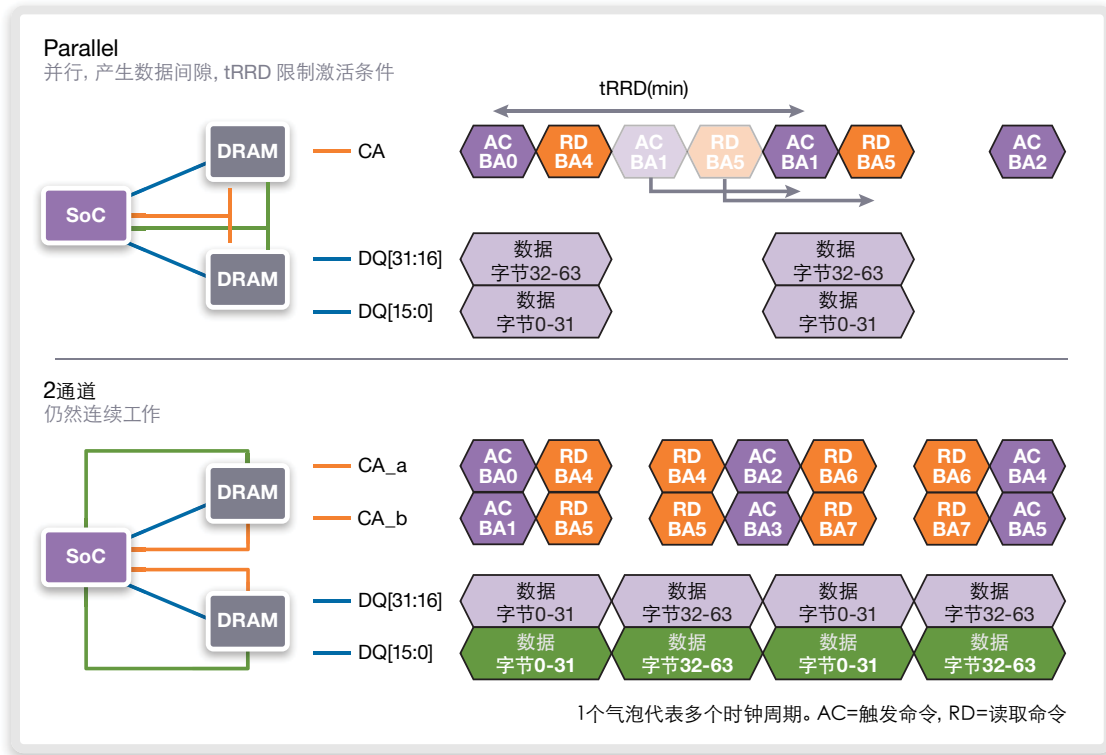 Parallel
并行, 产生数据间隙, tRRD 限制激活条件
tRRD(min)
DRAM
SoC
DRAM
CA
AC
BA0
RD
BA4
AC
BA1
RD
BA5
AC
BA1
RD
BA5
AC
BA2
DQ[31:16]
数据
字节32-63
数据
字节32-63
DQ[15:0]
数据
字节0-31
数据
字节0-31
2通道
仍然连续工作
DRAM
SoC
DRAM
CA_a
AC
BA0
RD
BA4
RD
BA4
AC
BA2
RD
BA6
RD
BA6
AC
BA4
CA_b
AC
BA1
RD
BA5
RD
BA5
AC
BA3
RD
BA7
RD
BA7
AC
BA5
DQ[31:16]
数据
字节0-31
数据
字节32-63
数据
字节0-31
数据
字节32-63
DQ[15:0]
数据
字节0-31
数据
字节32-63
数据
字节0-31
数据
字节32-63
1个气泡代表多个时钟周期。AC=触发命令, RD=读取命令